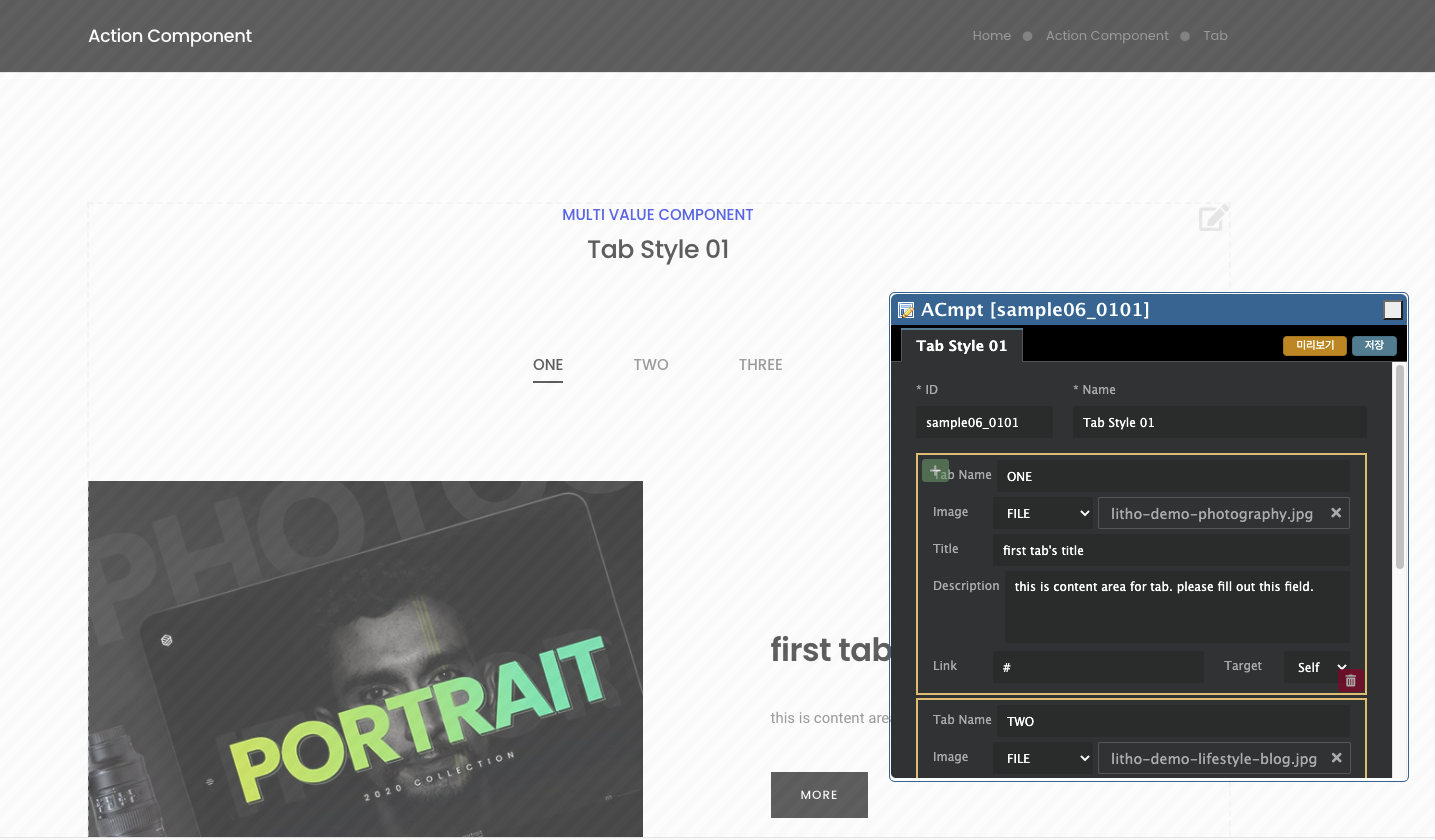 Action Component
Home Action Component Tab
MULTI VALUE COMPONENT
Tab Style 01
ONE TWO THREE
PHOTOG
PORTRAIT
2020 COLLECTION
first tab
this is content area
MORE
ACmpt [sample06_0101]
Tab Style 01 미리보기 저장
* ID * Name
sample06_0101 Tab Style 01
Tab Name ONE
Image FILE litho-demo-photography.jpg
Title first tab's title
Description this is content area for tab. please fill out this field.
Link # Target Self
Tab Name TWO
Image FILE litho-demo-lifestyle-blog.jpg